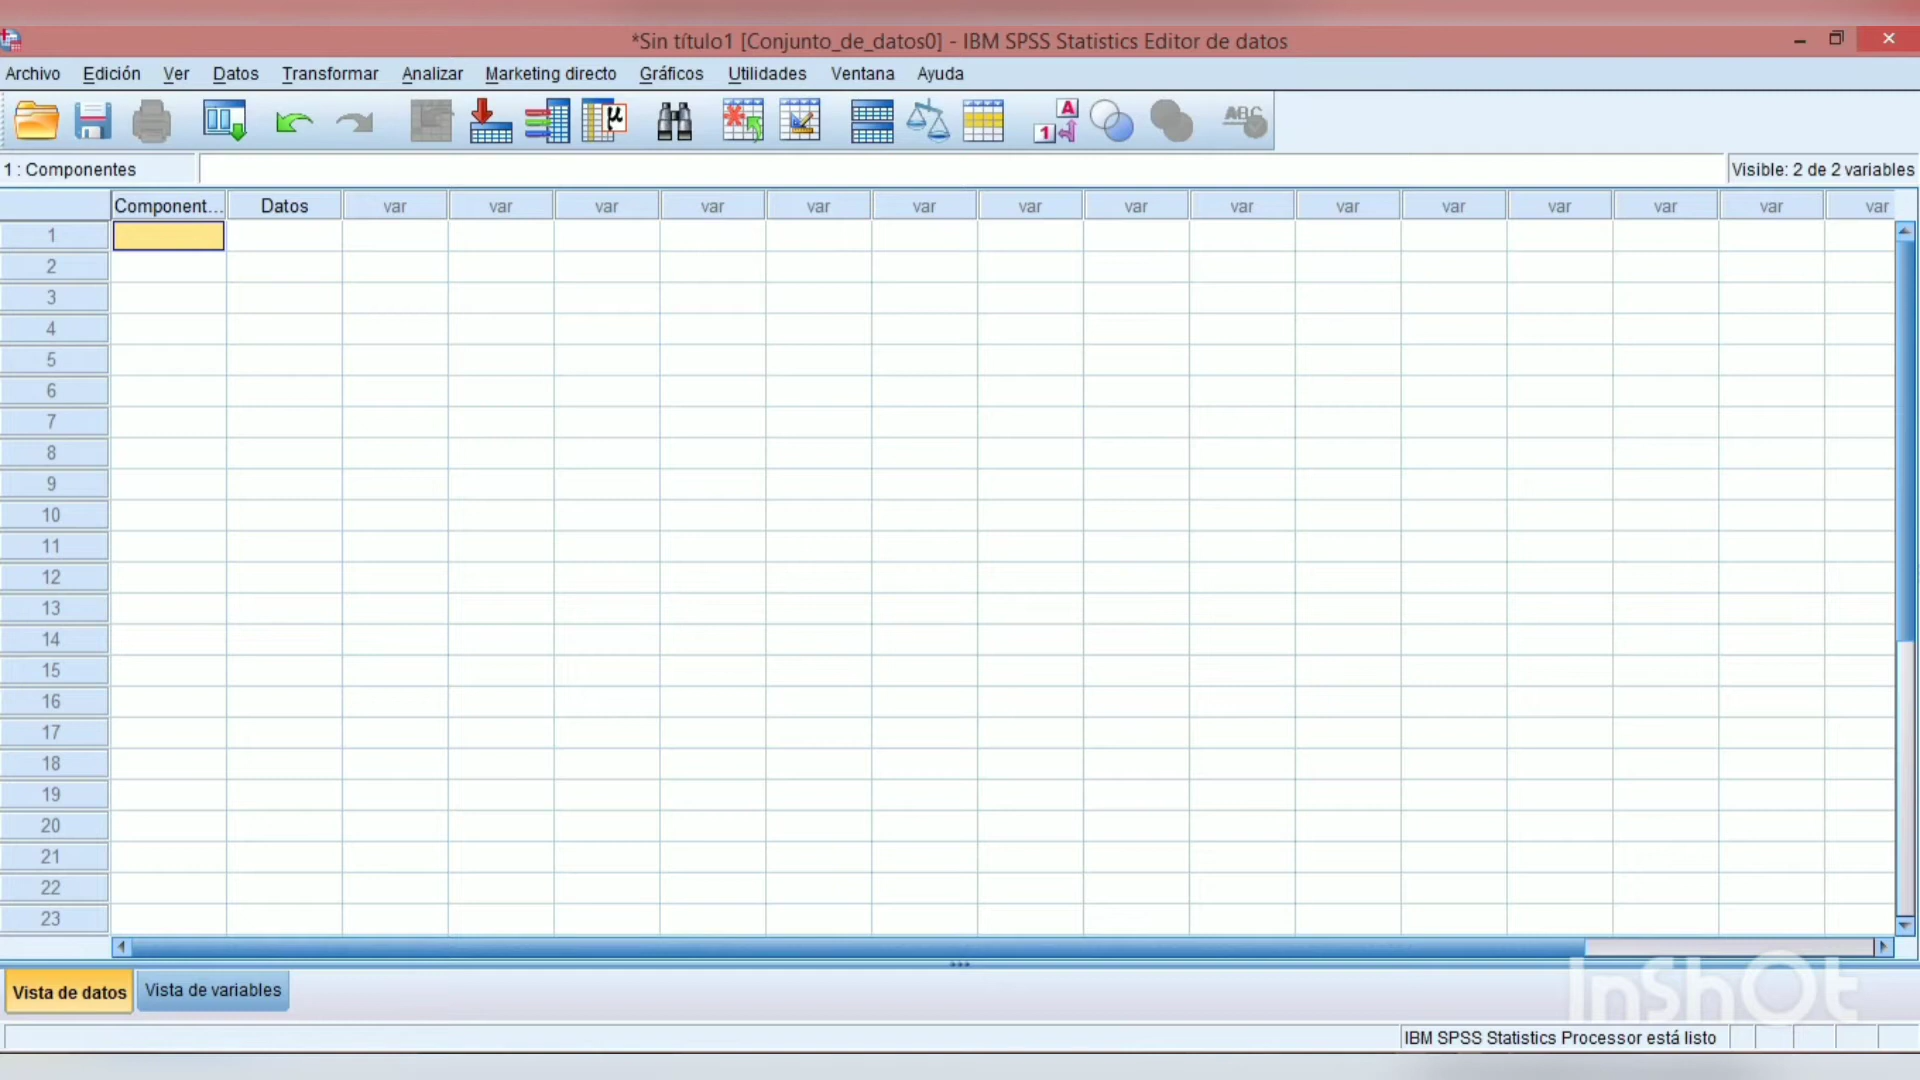 *Sin título1 [Conjunto_de_datos0] - IBM SPSS Statistics Editor de datos
Archivo Edición Ver Datos Transformar Analizar Marketing directo Gráficos Utilidades Ventana Ayuda
1 : Componentes
Visible: 2 de 2 variables
Component... Datos var var var var var var var var var var var var var var var
1
2
3
4
5
6
7
8
9
10
11
12
13
14
15
16
17
18
19
20
21
22
23
Vista de datos Vista de variables
InShOt
IBM SPSS Statistics Processor está listo